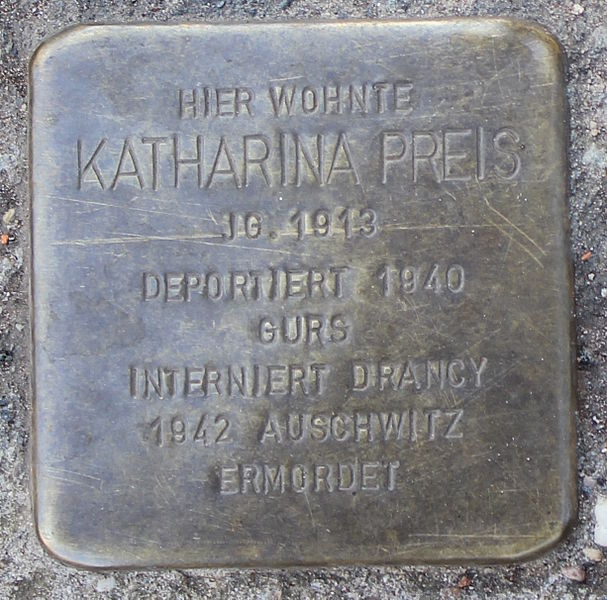 HIER WOHNTE
KATHARINA PREIS
JG. 1913
DEPORTIERT 1940
GURS
INTERNIERT DRANCY
1942 AUSCHWITZ
ERMORDET